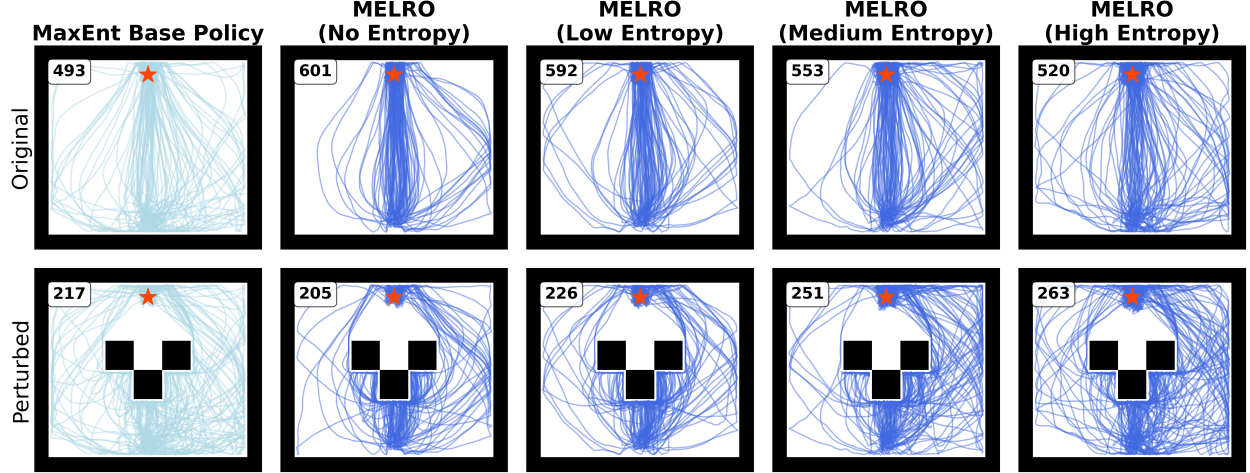 MaxEnt Base Policy
MELRO
(No Entropy)
MELRO
(Low Entropy)
MELRO
(Medium Entropy)
MELRO
(High Entropy)
Original
493
601
592
553
520
Perturbed
217
205
226
251
263